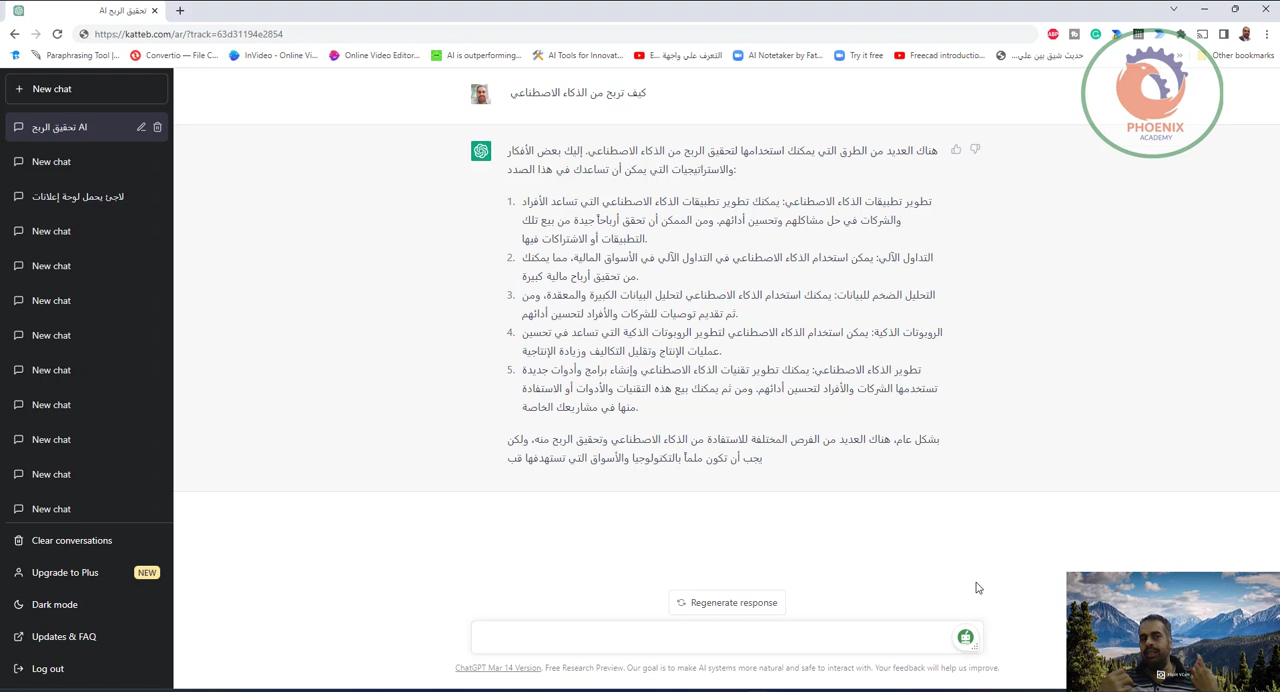 تحقيق الربح AI
https://katteb.com/ar/?track=63d31194e2854
Paraphrasing Tool |...
Convertio — File C...
InVideo - Online Vi...
Online Video Editor...
AI is outperforming...
AI Tools for Innovat...
التعرف علي واجهة ... E
AI Notetaker by Fat...
Try it free
Freecad introductio...
حديث شيق بين علي...
Other bookmarks
PHOENIX
ACADEMY
New chat
تحقيق الربح AI
New chat
لاجئ يحمل لوحة إعلانات
New chat
New chat
New chat
New chat
New chat
New chat
New chat
New chat
New chat
Clear conversations
Upgrade to Plus NEW
Dark mode
Updates & FAQ
Log out
كيف تربح من الذكاء الاصطناعي
هناك العديد من الطرق التي يمكنك استخدامها لتحقيق الربح من الذكاء الاصطناعي. إليك بعض الأفكار
والاستراتيجيات التي يمكن أن تساعدك في هذا الصدد:
1. تطوير تطبيقات الذكاء الاصطناعي: يمكنك تطوير تطبيقات الذكاء الاصطناعي التي تساعد الأفراد
والشركات في حل مشاكلهم وتحسين أدائهم. ومن الممكن أن تحقق أرباحاً جيدة من بيع تلك
التطبيقات أو الاشتراكات فيها.
2. التداول الآلي: يمكن استخدام الذكاء الاصطناعي في التداول الآلي في الأسواق المالية، مما يمكنك
من تحقيق أرباح مالية كبيرة.
3. التحليل الضخم للبيانات: يمكنك استخدام الذكاء الاصطناعي لتحليل البيانات الكبيرة والمعقدة، ومن
ثم تقديم توصيات للشركات والأفراد لتحسين أدائهم.
4. الروبوتات الذكية: يمكن استخدام الذكاء الاصطناعي لتطوير الروبوتات الذكية التي تساعد في تحسين
عمليات الإنتاج وتقليل التكاليف وزيادة الإنتاجية.
5. تطوير الذكاء الاصطناعي: يمكنك تطوير تقنيات الذكاء الاصطناعي وإنشاء برامج وأدوات جديدة
تستخدمها الشركات والأفراد لتحسين أدائهم. ومن ثم يمكنك بيع هذه التقنيات والأدوات أو الاستفادة
منها في مشاريعك الخاصة.
بشكل عام، هناك العديد من الفرص المختلفة للاستفادة من الذكاء الاصطناعي وتحقيق الربح منه، ولكن
يجب أن تكون ملماً بالتكنولوجيا والأسواق التي تستهدفها قب
Regenerate response
ChatGPT Mar 14 Version. Free Research Preview. Our goal is to make AI systems more natural and safe to interact with. Your feedback will help us improve.